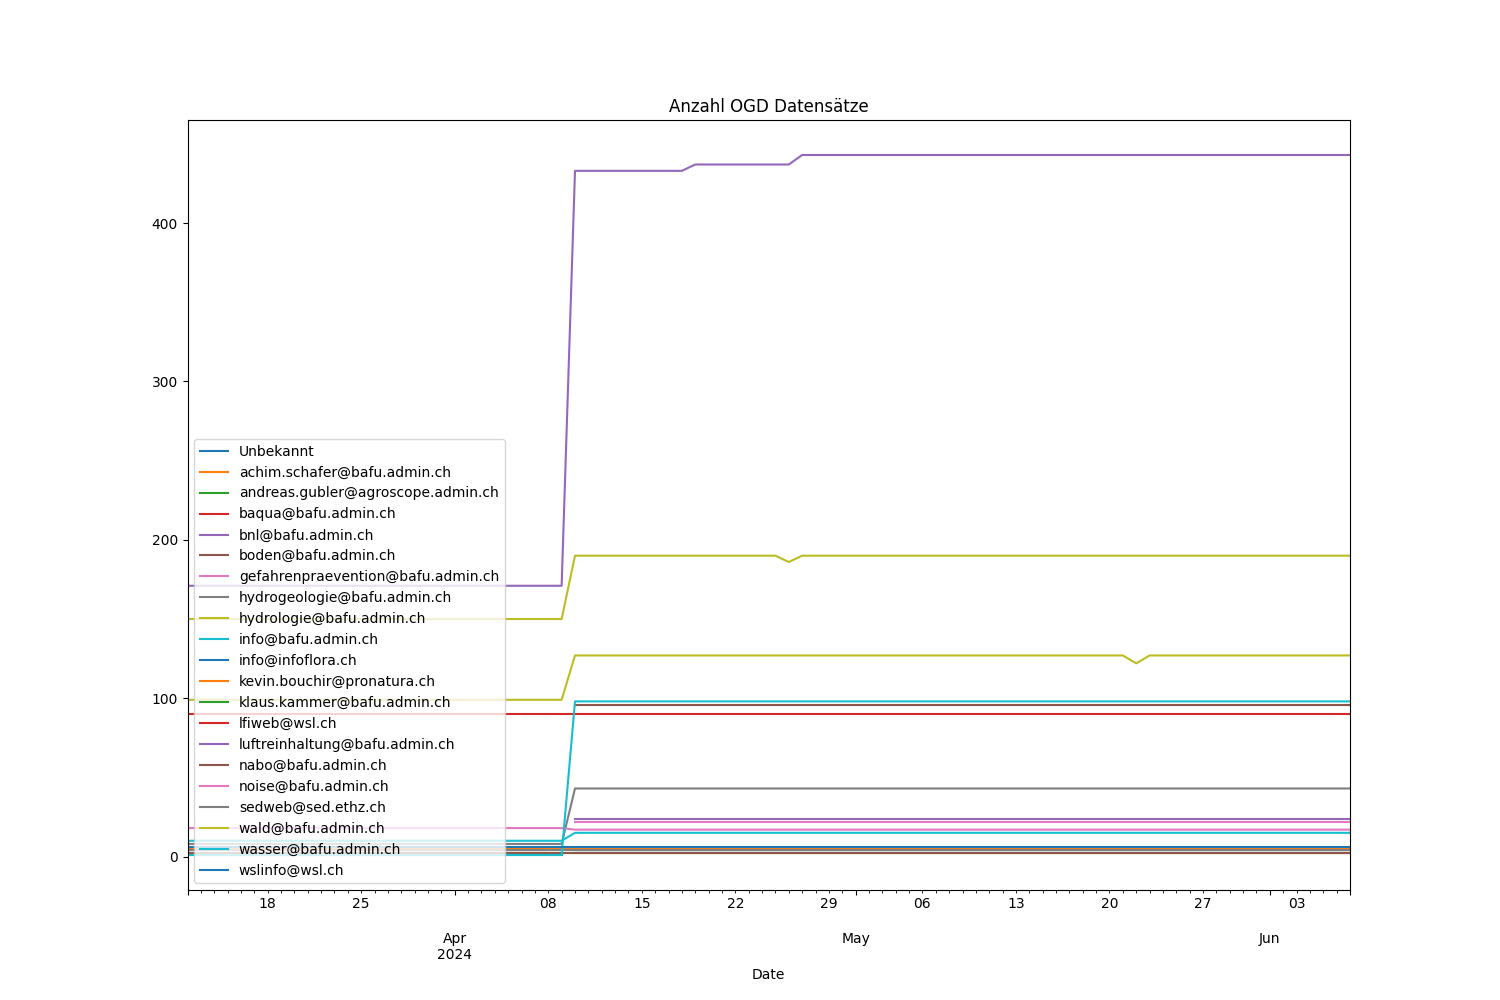 Anzahl OGD Datensätze
400
300
200
100
0
Unbekannt
achim.schafer@bafu.admin.ch
andreas.gubler@agroscope.admin.ch
baqua@bafu.admin.ch
bnl@bafu.admin.ch
boden@bafu.admin.ch
gefahrenpraevention@bafu.admin.ch
hydrogeologie@bafu.admin.ch
hydrologie@bafu.admin.ch
info@bafu.admin.ch
info@infoflora.ch
kevin.bouchir@pronatura.ch
klaus.kammer@bafu.admin.ch
lfiweb@wsl.ch
luftreinhaltung@bafu.admin.ch
nabo@bafu.admin.ch
noise@bafu.admin.ch
sedweb@sed.ethz.ch
wald@bafu.admin.ch
wasser@bafu.admin.ch
wslinfo@wsl.ch
18 25 08 15 22 29 06 13 20 27 03
Apr May Jun
2024
Date